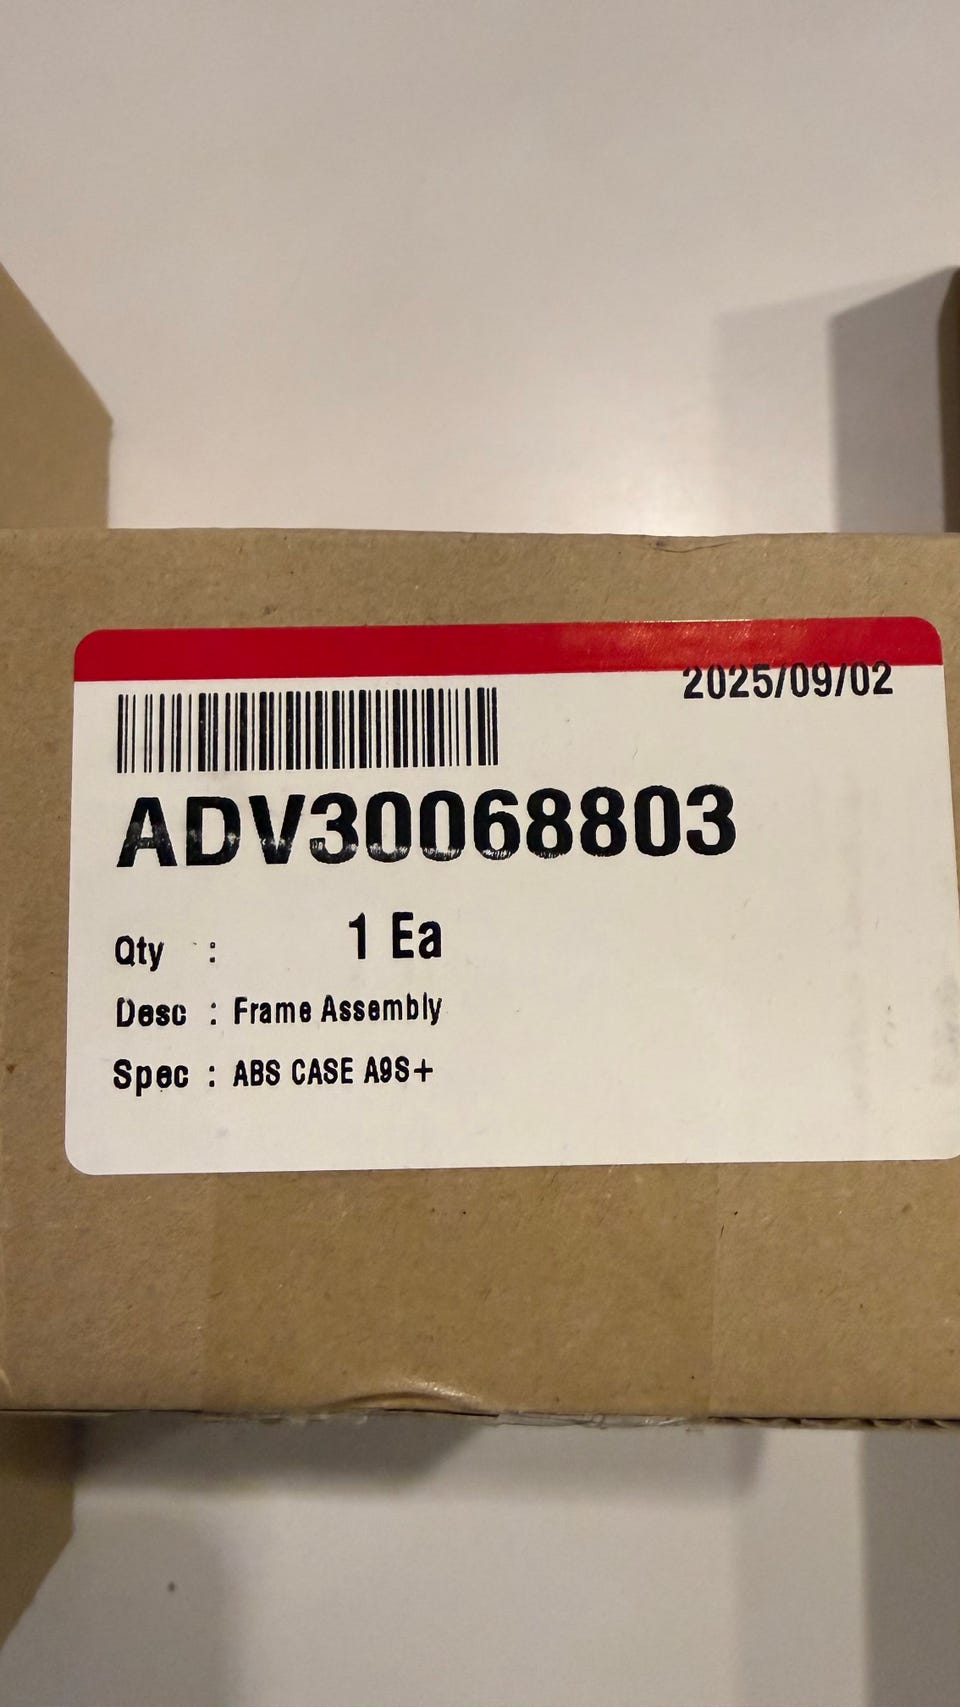 2025/09/02
ADV30068803
Qty : 1 Ea
Desc : Frame Assembly
Spec : ABS CASE A9S+